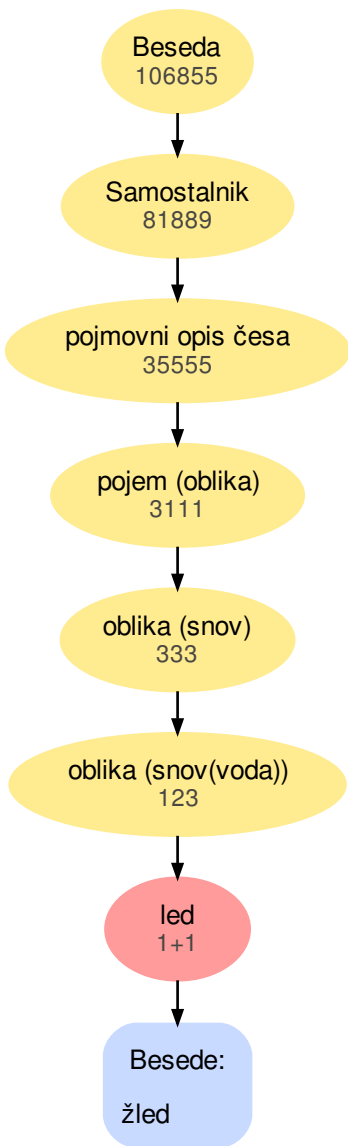 Beseda
106855
Samostalnik
81889
pojmovni opis česa
35555
pojem (oblika)
3111
oblika (snov)
333
oblika (snov(voda))
123
led
1+1
Besede:
žled